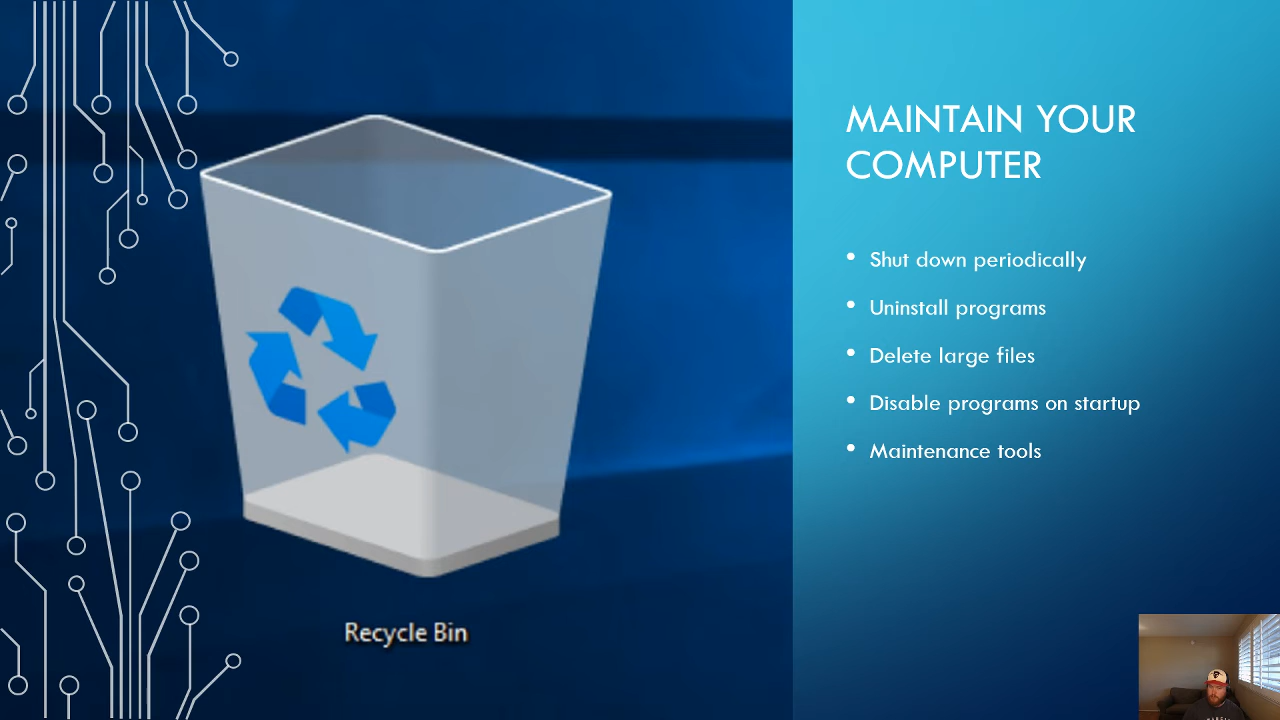 MAINTAIN YOUR
COMPUTER
• Shut down periodically
• Uninstall programs
• Delete large files
• Disable programs on startup
• Maintenance tools
Recycle Bin